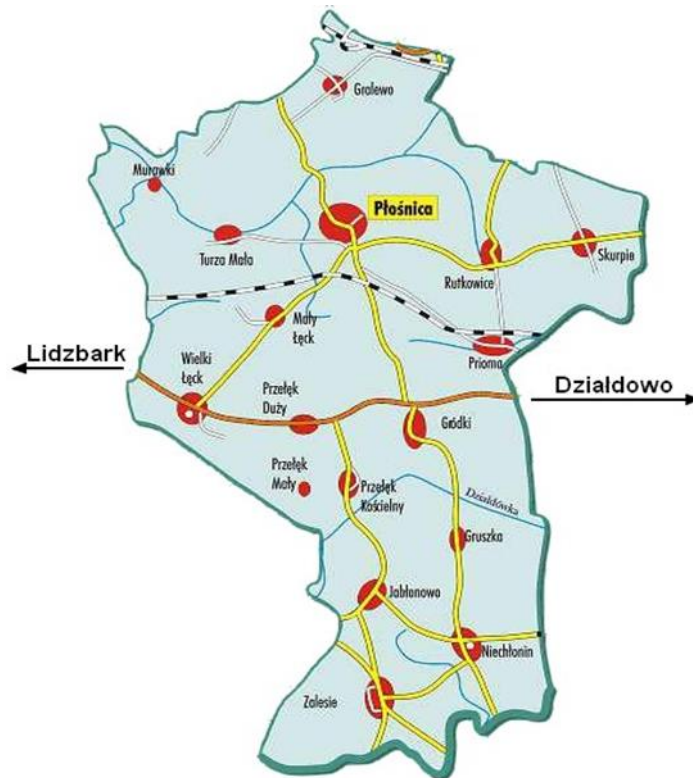 Gralewo
Murawki
Płośnica
Turza Mała
Skurpie
Rutkowice
Mały
Łęck
Lidzbark
Wielki
Łęck
Prioma
Działdowo
Przełęk
Duży
Gródki
Przełęk
Mały
Przełęk
Kościelny
Działdówka
Gruszka
Jabłonowo
Niechłonin
Zalesie